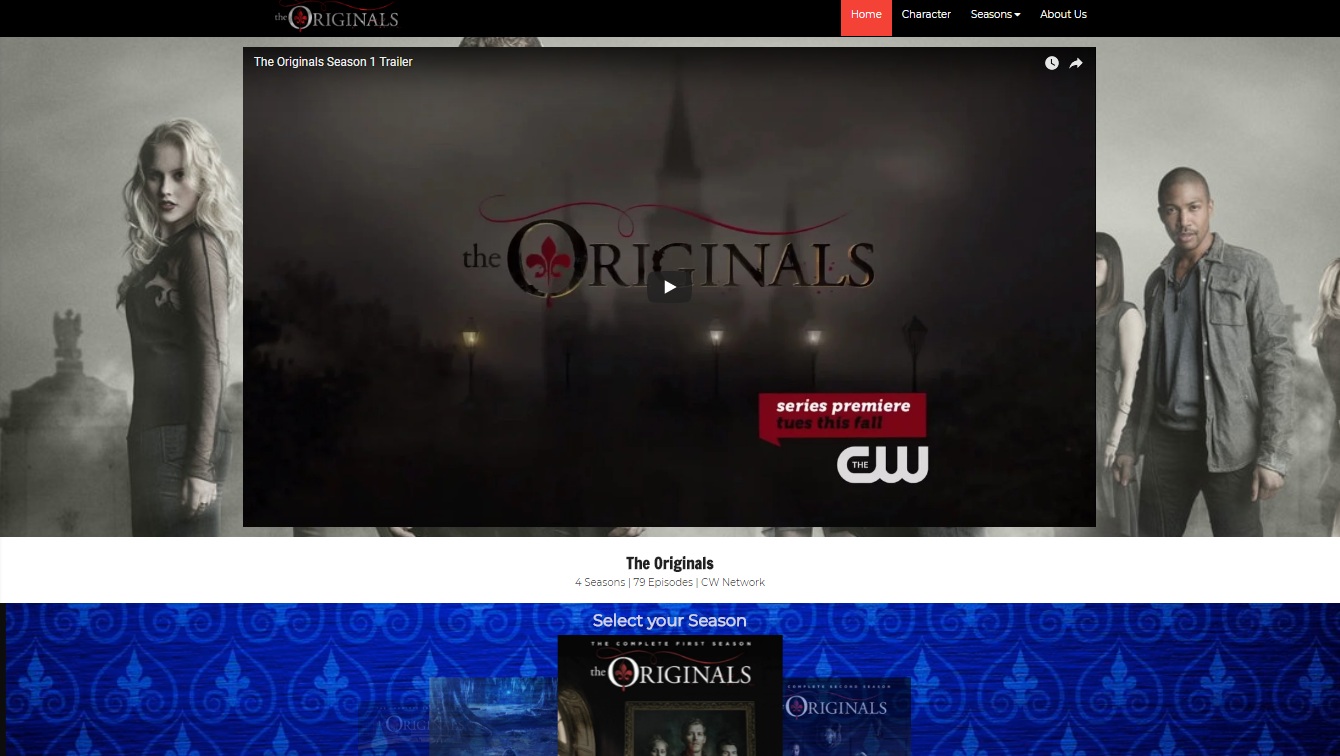 the ORIGINALS
Home Character Seasons About Us
The Originals Season 1 Trailer
the ORIGINALS
series premiere
tues this fall
THE CW
The Originals
4 Seasons | 79 Episodes | CW Network
Select your Season
THE COMPLETE FIRST SEASON
the ORIGINALS
COMPLETE SECOND SEASON
ORIGINALS